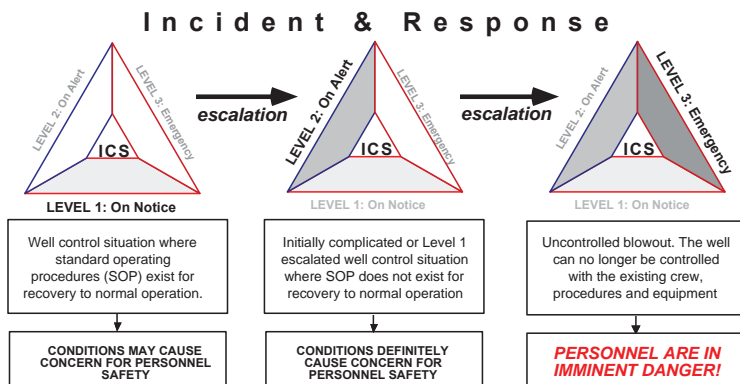 Incident & Response
LEVEL 2: On Alert
LEVEL 3: Emergency
ICS
LEVEL 1: On Notice
escalation
LEVEL 2: On Alert
LEVEL 3: Emergency
ICS
LEVEL 1: On Notice
escalation
LEVEL 2: On Alert
LEVEL 3: Emergency
ICS
LEVEL 1: On Notice
Well control situation where
standard operating
procedures (SOP) exist for
recovery to normal operation.
Initially complicated or Level 1
escalated well control situation
where SOP does not exist for
recovery to normal operation
Uncontrolled blowout. The well
can no longer be controlled
with the existing crew,
procedures and equipment
CONDITIONS MAY CAUSE
CONCERN FOR PERSONNEL
SAFETY
CONDITIONS DEFINITELY
CAUSE CONCERN FOR
PERSONNEL SAFETY
PERSONNEL ARE IN
IMMINENT DANGER!